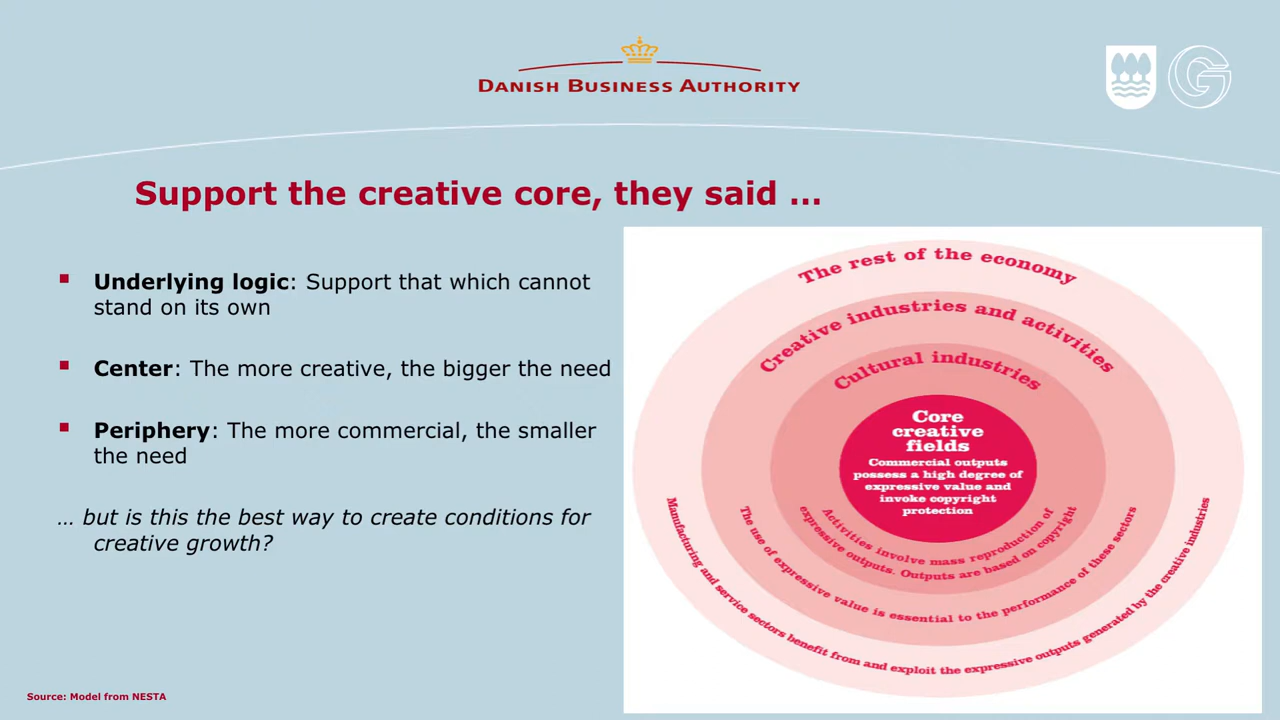 DANISH BUSINESS AUTHORITY
Support the creative core, they said ...
Underlying logic: Support that which cannot
stand on its own
Center: The more creative, the bigger the need
Periphery: The more commercial, the smaller
the need
... but is this the best way to create conditions for
creative growth?
The rest of the economy
Creative industries and activities
Cultural industries
Core
creative
fields
Commercial outputs
possess a high degree of
expressive value and
invoke copyright
protection
Activities involve mass reproduction of
expressive outputs. Outputs are based on copyright
The use of expressive value is essential to the performance of these sectors
Manufacturing and service sectors benefit from and exploit the expressive outputs generated by the creative industries
Source: Model from NESTA